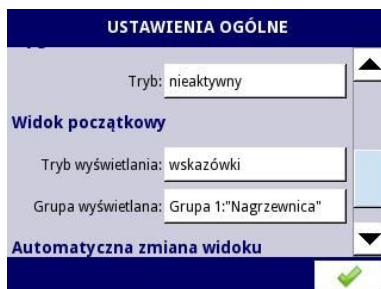 USTAWIENIA OGÓLNE
Tryb: nieaktywny
Widok początkowy
Tryb wyświetlania: wskazówki
Grupa wyświetlana: Grupa 1:"Nagrzewnica"
Automatyczna zmiana widoku